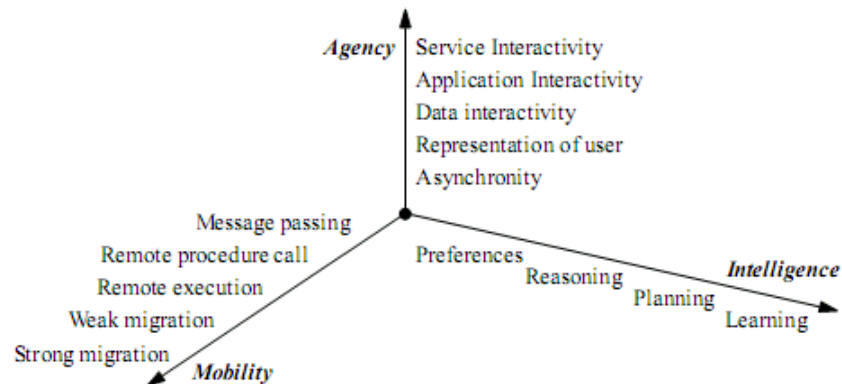 Agency
Service Interactivity
Application Interactivity
Data interactivity
Representation of user
Asynchronity
Message passing
Remote procedure call
Remote execution
Weak migration
Strong migration
Mobility
Preferences
Reasoning
Planning
Learning
Intelligence